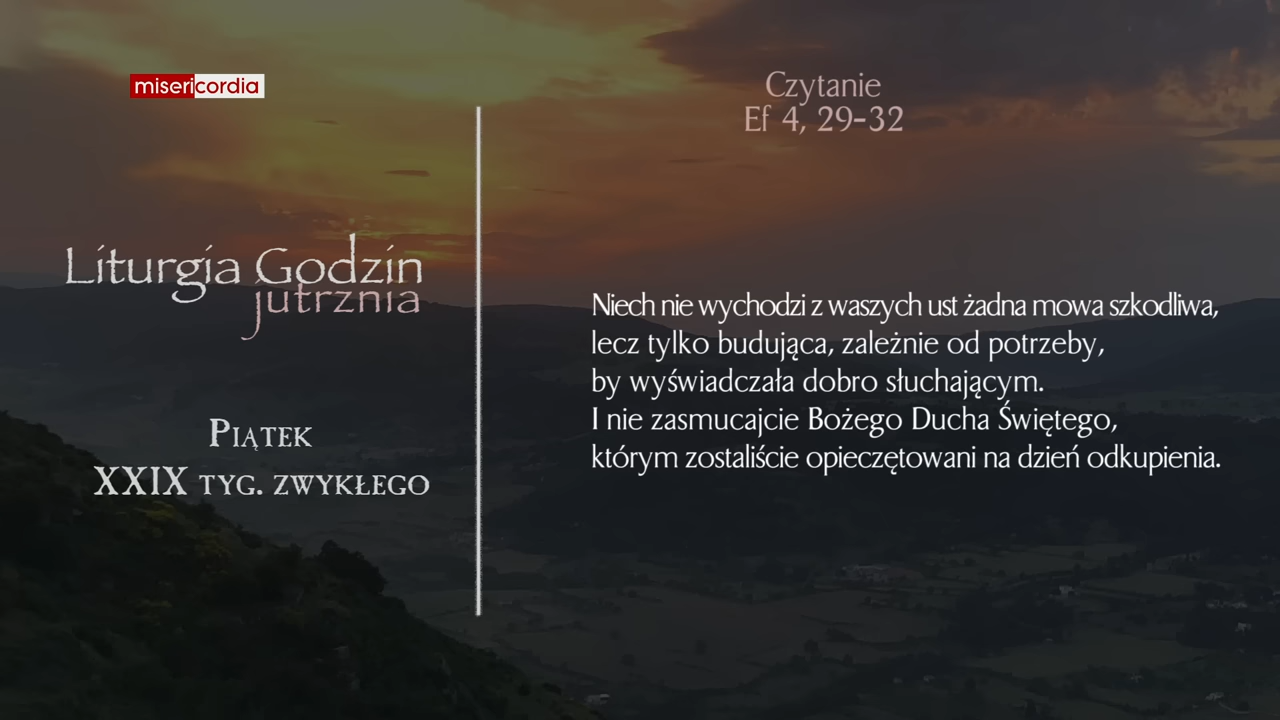 misericordia
Liturgia Godzin
jutrznia
Piątek
XXIX tyg. zwykłego
Czytanie
Ef 4, 29-32
Niech nie wychodzi z waszych ust żadna mowa szkodliwa,
lecz tylko budująca, zależnie od potrzeby,
by wyświadczała dobro słuchającym.
I nie zasmucajcie Bożego Ducha Świętego,
którym zostaliście opieczętowani na dzień odkupienia.